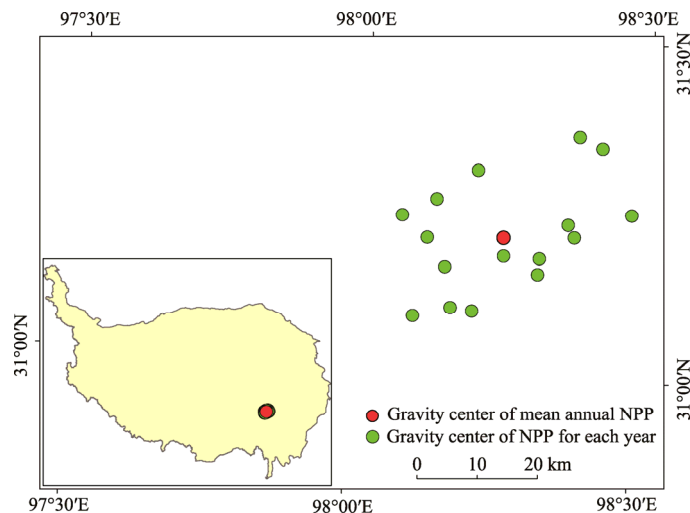 97°30′E 98°00′E 98°30′E
31°30′N
31°00′N
31°00′N
Gravity center of mean annual NPP
Gravity center of NPP for each year
0 10 20 km
97°30′E 98°00′E 98°30′E